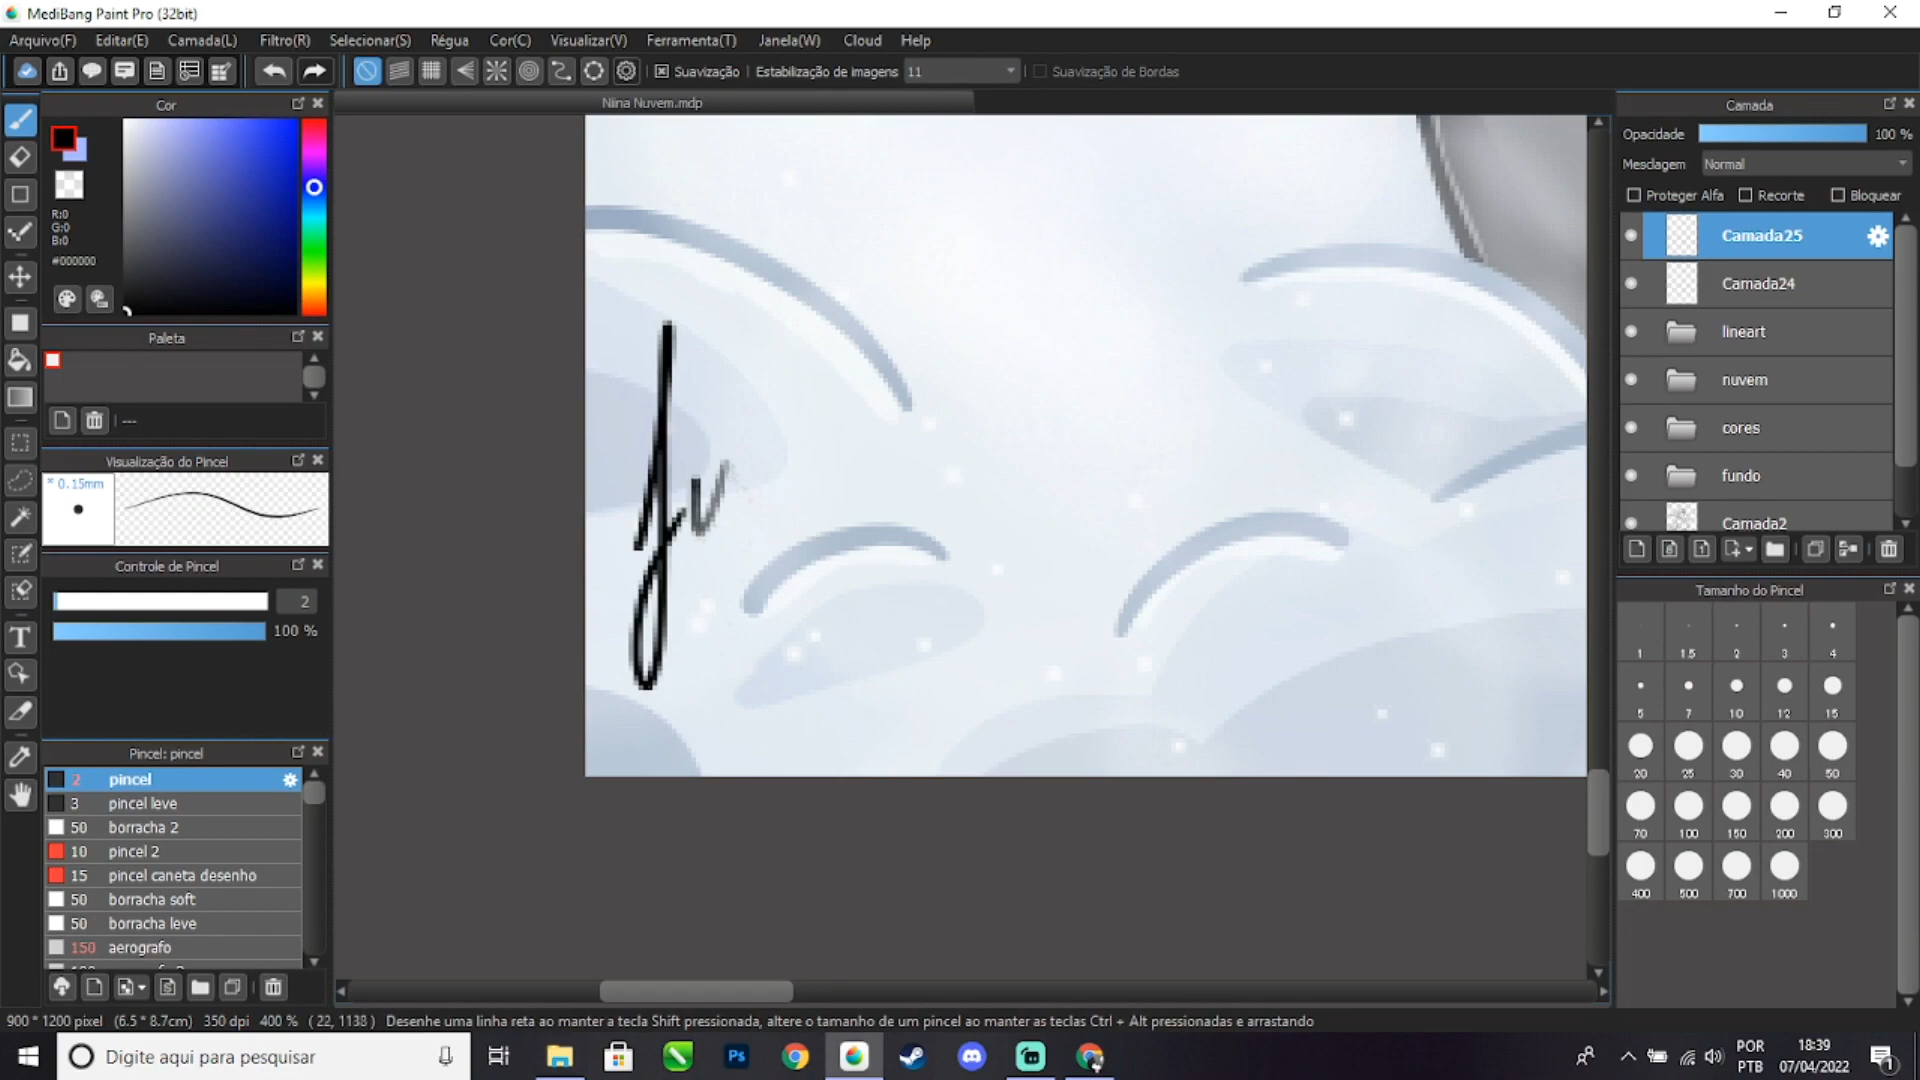 MediBang Paint Pro (32bit)
Arquivo(F) Editar(E) Camada(L) Filtro(R) Selecionar(S) Régua Cor(C) Visualizar(V) Ferramenta(T) Janela(W) Cloud Help
Suavização Estabilização de imagens 11 Suavização de Bordas
Cor
Niina Nuvem.mdp
Camada
R:0
G:0
B:0
#000000
Opacidade 100 %
Mesclagem Normal
Proteger Alfa Recorte Bloquear
Camada25
Camada24
lineart
nuvem
cores
fundo
Camada2
Paleta
---
Visualização do Pincel
* 0.15mm
Controle de Pincel
2
100 %
Pincel: pincel
2 pincel
3 pincel leve
50 borracha 2
10 pincel 2
15 pincel caneta desenho
50 borracha soft
50 borracha leve
150 aerografo
Tamanho do Pincel
1 1.5 2 3 4
5 7 10 12 15
20 25 30 40 50
70 100 150 200 300
400 500 700 1000
900 * 1200 pixel (6.5 * 8.7cm) 350 dpi 400 % ( 22, 1138 ) Desenhe uma linha reta ao manter a tecla Shift pressionada, altere o tamanho de um pincel ao manter as teclas Ctrl + Alt pressionadas e arrastando
Digite aqui para pesquisar
Ps
POR
PTB
18:39
07/04/2022
1